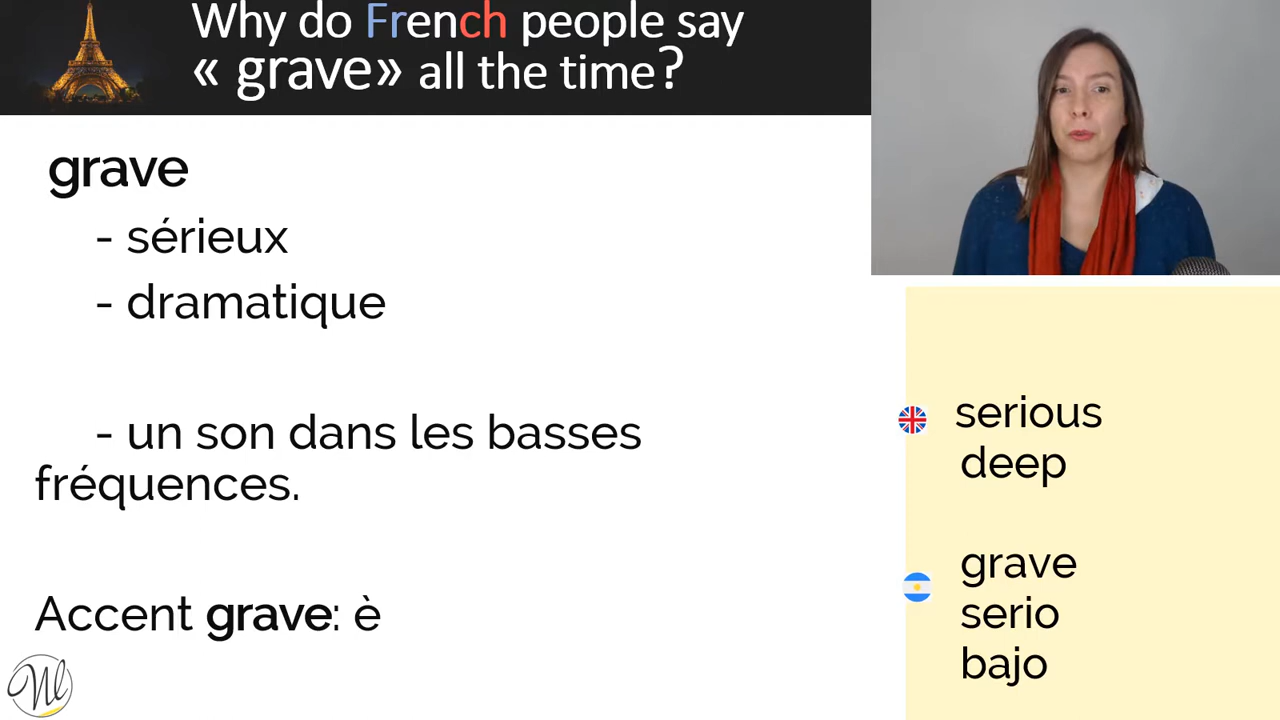 Why do French people say
« grave» all the time?
grave
- sérieux
- dramatique
- un son dans les basses
fréquences.
Accent grave: è
serious
deep
grave
serio
bajo
Nl